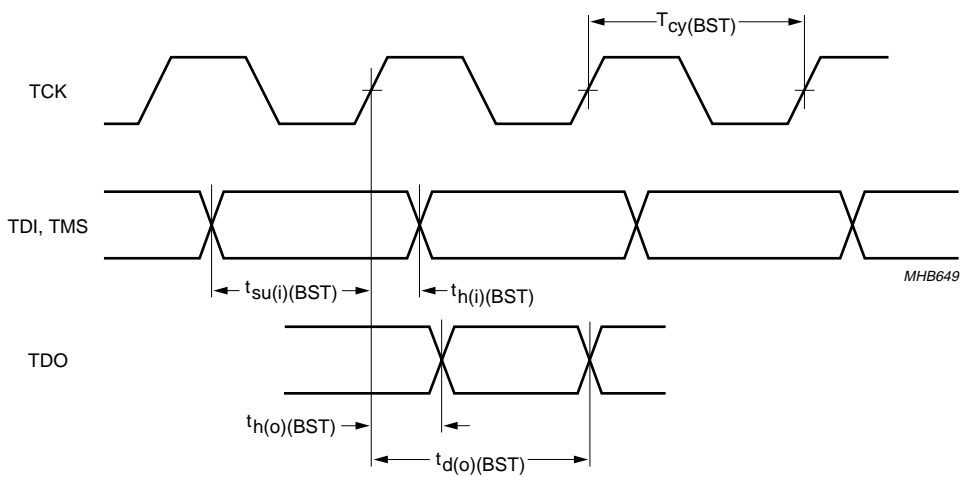 Tcy(BST)
TCK
TDI, TMS
MHB649
tsu(i)(BST)
th(i)(BST)
TDO
th(o)(BST)
td(o)(BST)